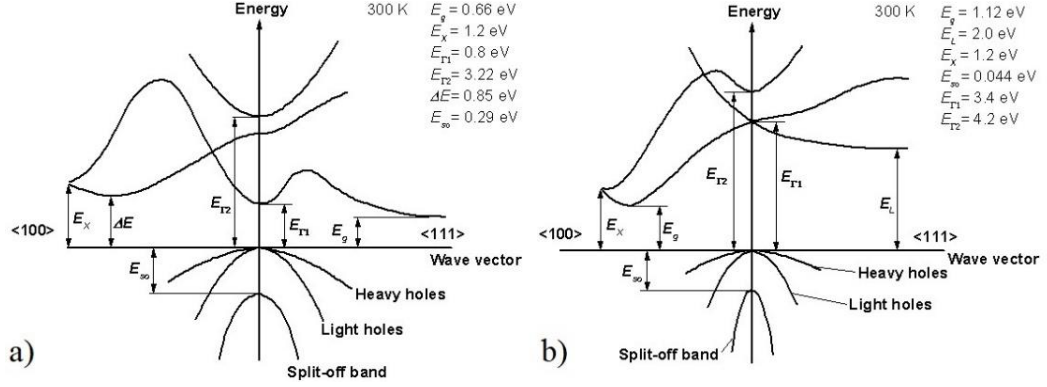 Energy
300 K
E_g = 0.66 eV
E_X = 1.2 eV
E_Γ1 = 0.8 eV
E_Γ2 = 3.22 eV
ΔE = 0.85 eV
E_so = 0.29 eV
E_X
ΔE
E_Γ2
E_Γ1
E_g
<100>
<111>
Wave vector
E_so
Heavy holes
Light holes
Split-off band
a)
Energy
300 K
E_g = 1.12 eV
E_L = 2.0 eV
E_X = 1.2 eV
E_so = 0.044 eV
E_Γ1 = 3.4 eV
E_Γ2 = 4.2 eV
E_Γ2
E_Γ1
E_L
E_X
E_g
<100>
<111>
Wave vector
E_so
Heavy holes
Light holes
Split-off band
b)